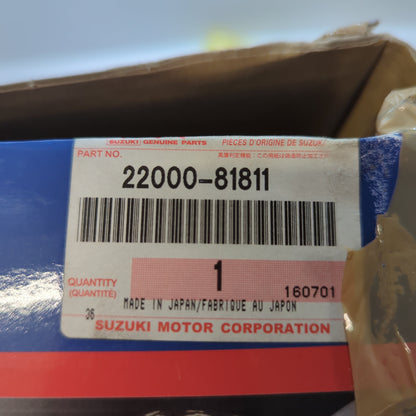 SUZUKI GENUINE PARTS PIÈCES D'ORIGINE DE SUZUKI
PART NO.
22000-81811
QUANTITY
(QUANTITÉ)
1
160701
MADE IN JAPAN/FABRIQUE AU JAPON
36
SUZUKI MOTOR CORPORATION